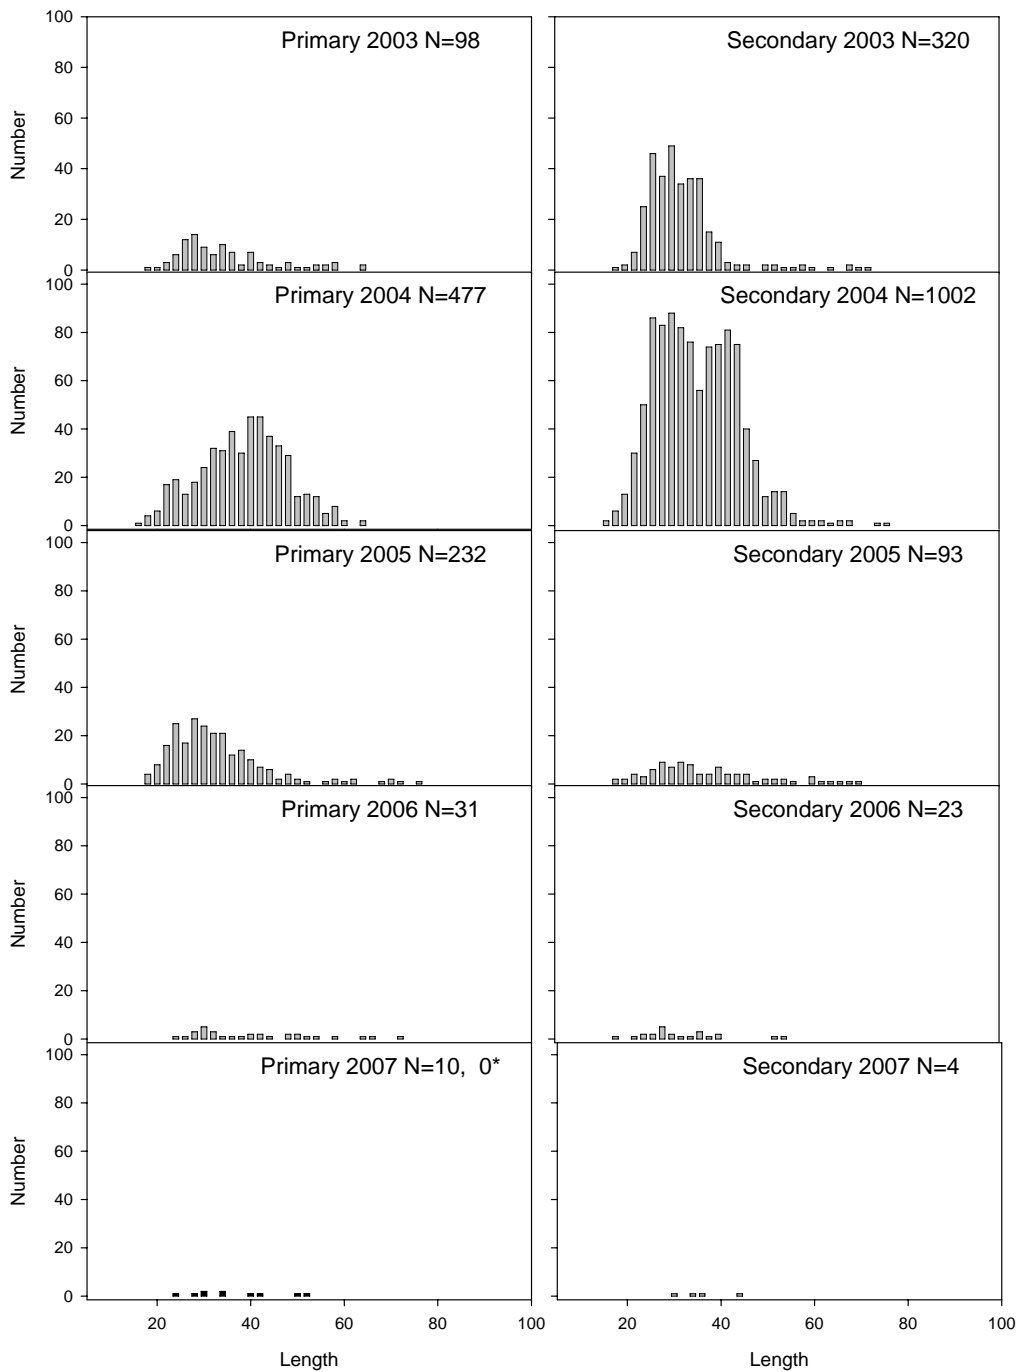 Primary 2003 N=98
Secondary 2003 N=320
Number
100
80
60
40
20
0
Primary 2004 N=477
Secondary 2004 N=1002
Number
100
80
60
40
20
0
Primary 2005 N=232
Secondary 2005 N=93
Number
100
80
60
40
20
0
Primary 2006 N=31
Secondary 2006 N=23
Number
100
80
60
40
20
0
Primary 2007 N=10, 0*
Secondary 2007 N=4
Number
100
80
60
40
20
0
20 40 60 80 100
20 40 60 80 100
Length
Length